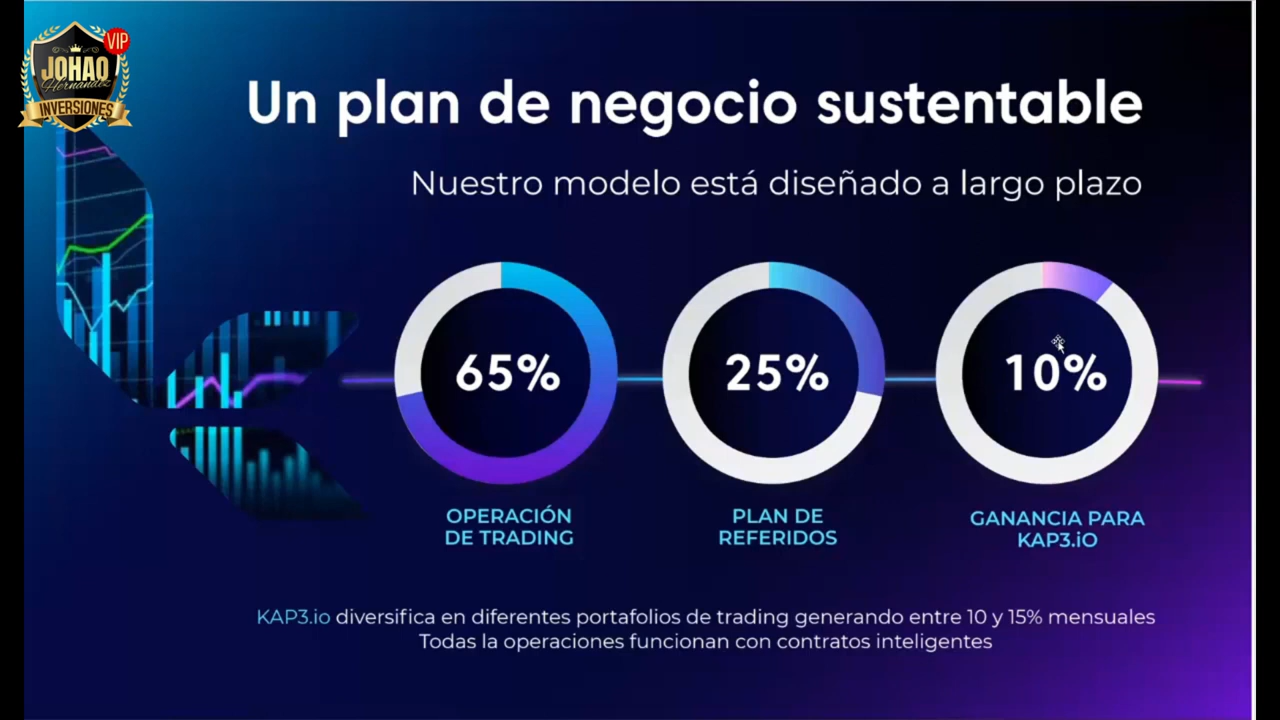 VIP
JOHAO
Hernandez
INVERSIONES
Un plan de negocio sustentable
Nuestro modelo está diseñado a largo plazo
65%
25%
10%
OPERACIÓN
DE TRADING
PLAN DE
REFERIDOS
GANANCIA PARA
KAP3.iO
KAP3.io diversifica en diferentes portafolios de trading generando entre 10 y 15% mensuales
Todas la operaciones funcionan con contratos inteligentes